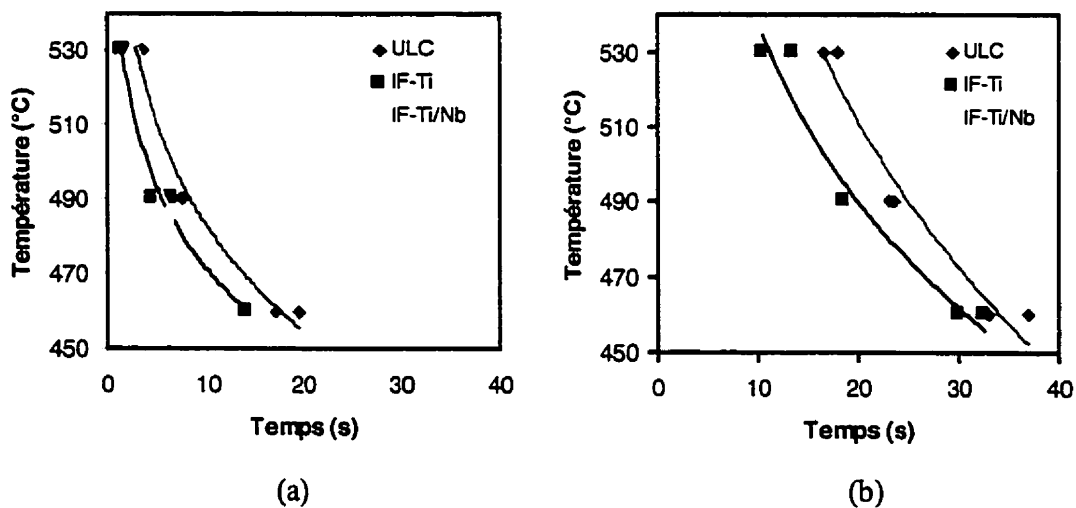 530
510
490
470
450
Température (°C)
ULC
IF-Ti
IF-Ti/Nb
0
10
20
30
40
Temps (s)
(a)
530
510
490
470
450
Température (°C)
ULC
IF-Ti
IF-Ti/Nb
0
10
20
30
40
Temps (s)
(b)